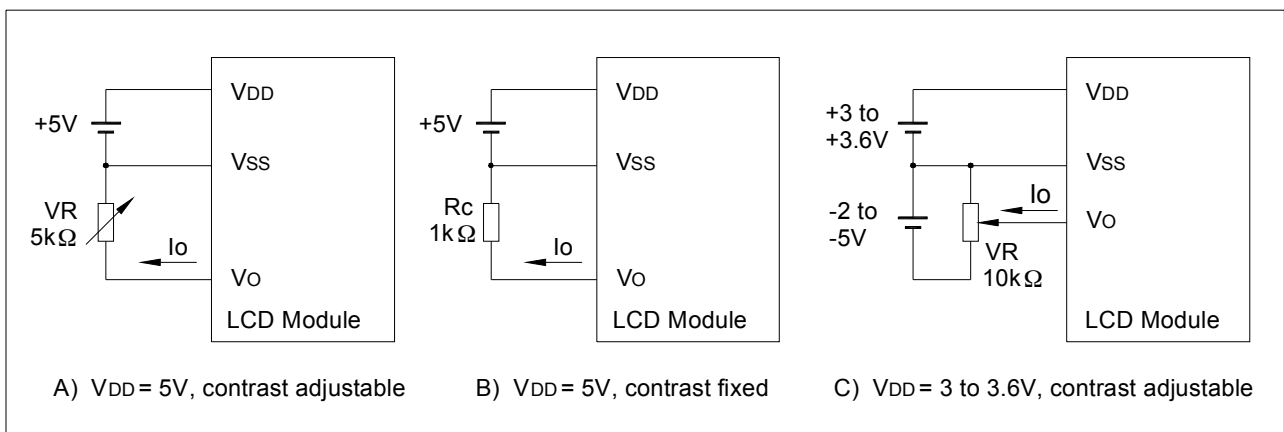 VDD
+5V
VSS
VR
5kΩ
Io
VO
LCD Module
A) VDD = 5V, contrast adjustable
VDD
+5V
VSS
Rc
1kΩ
Io
VO
LCD Module
B) VDD = 5V, contrast fixed
VDD
+3 to
+3.6V
VSS
Io
-2 to
-5V
VO
VR
10kΩ
LCD Module
C) VDD = 3 to 3.6V, contrast adjustable